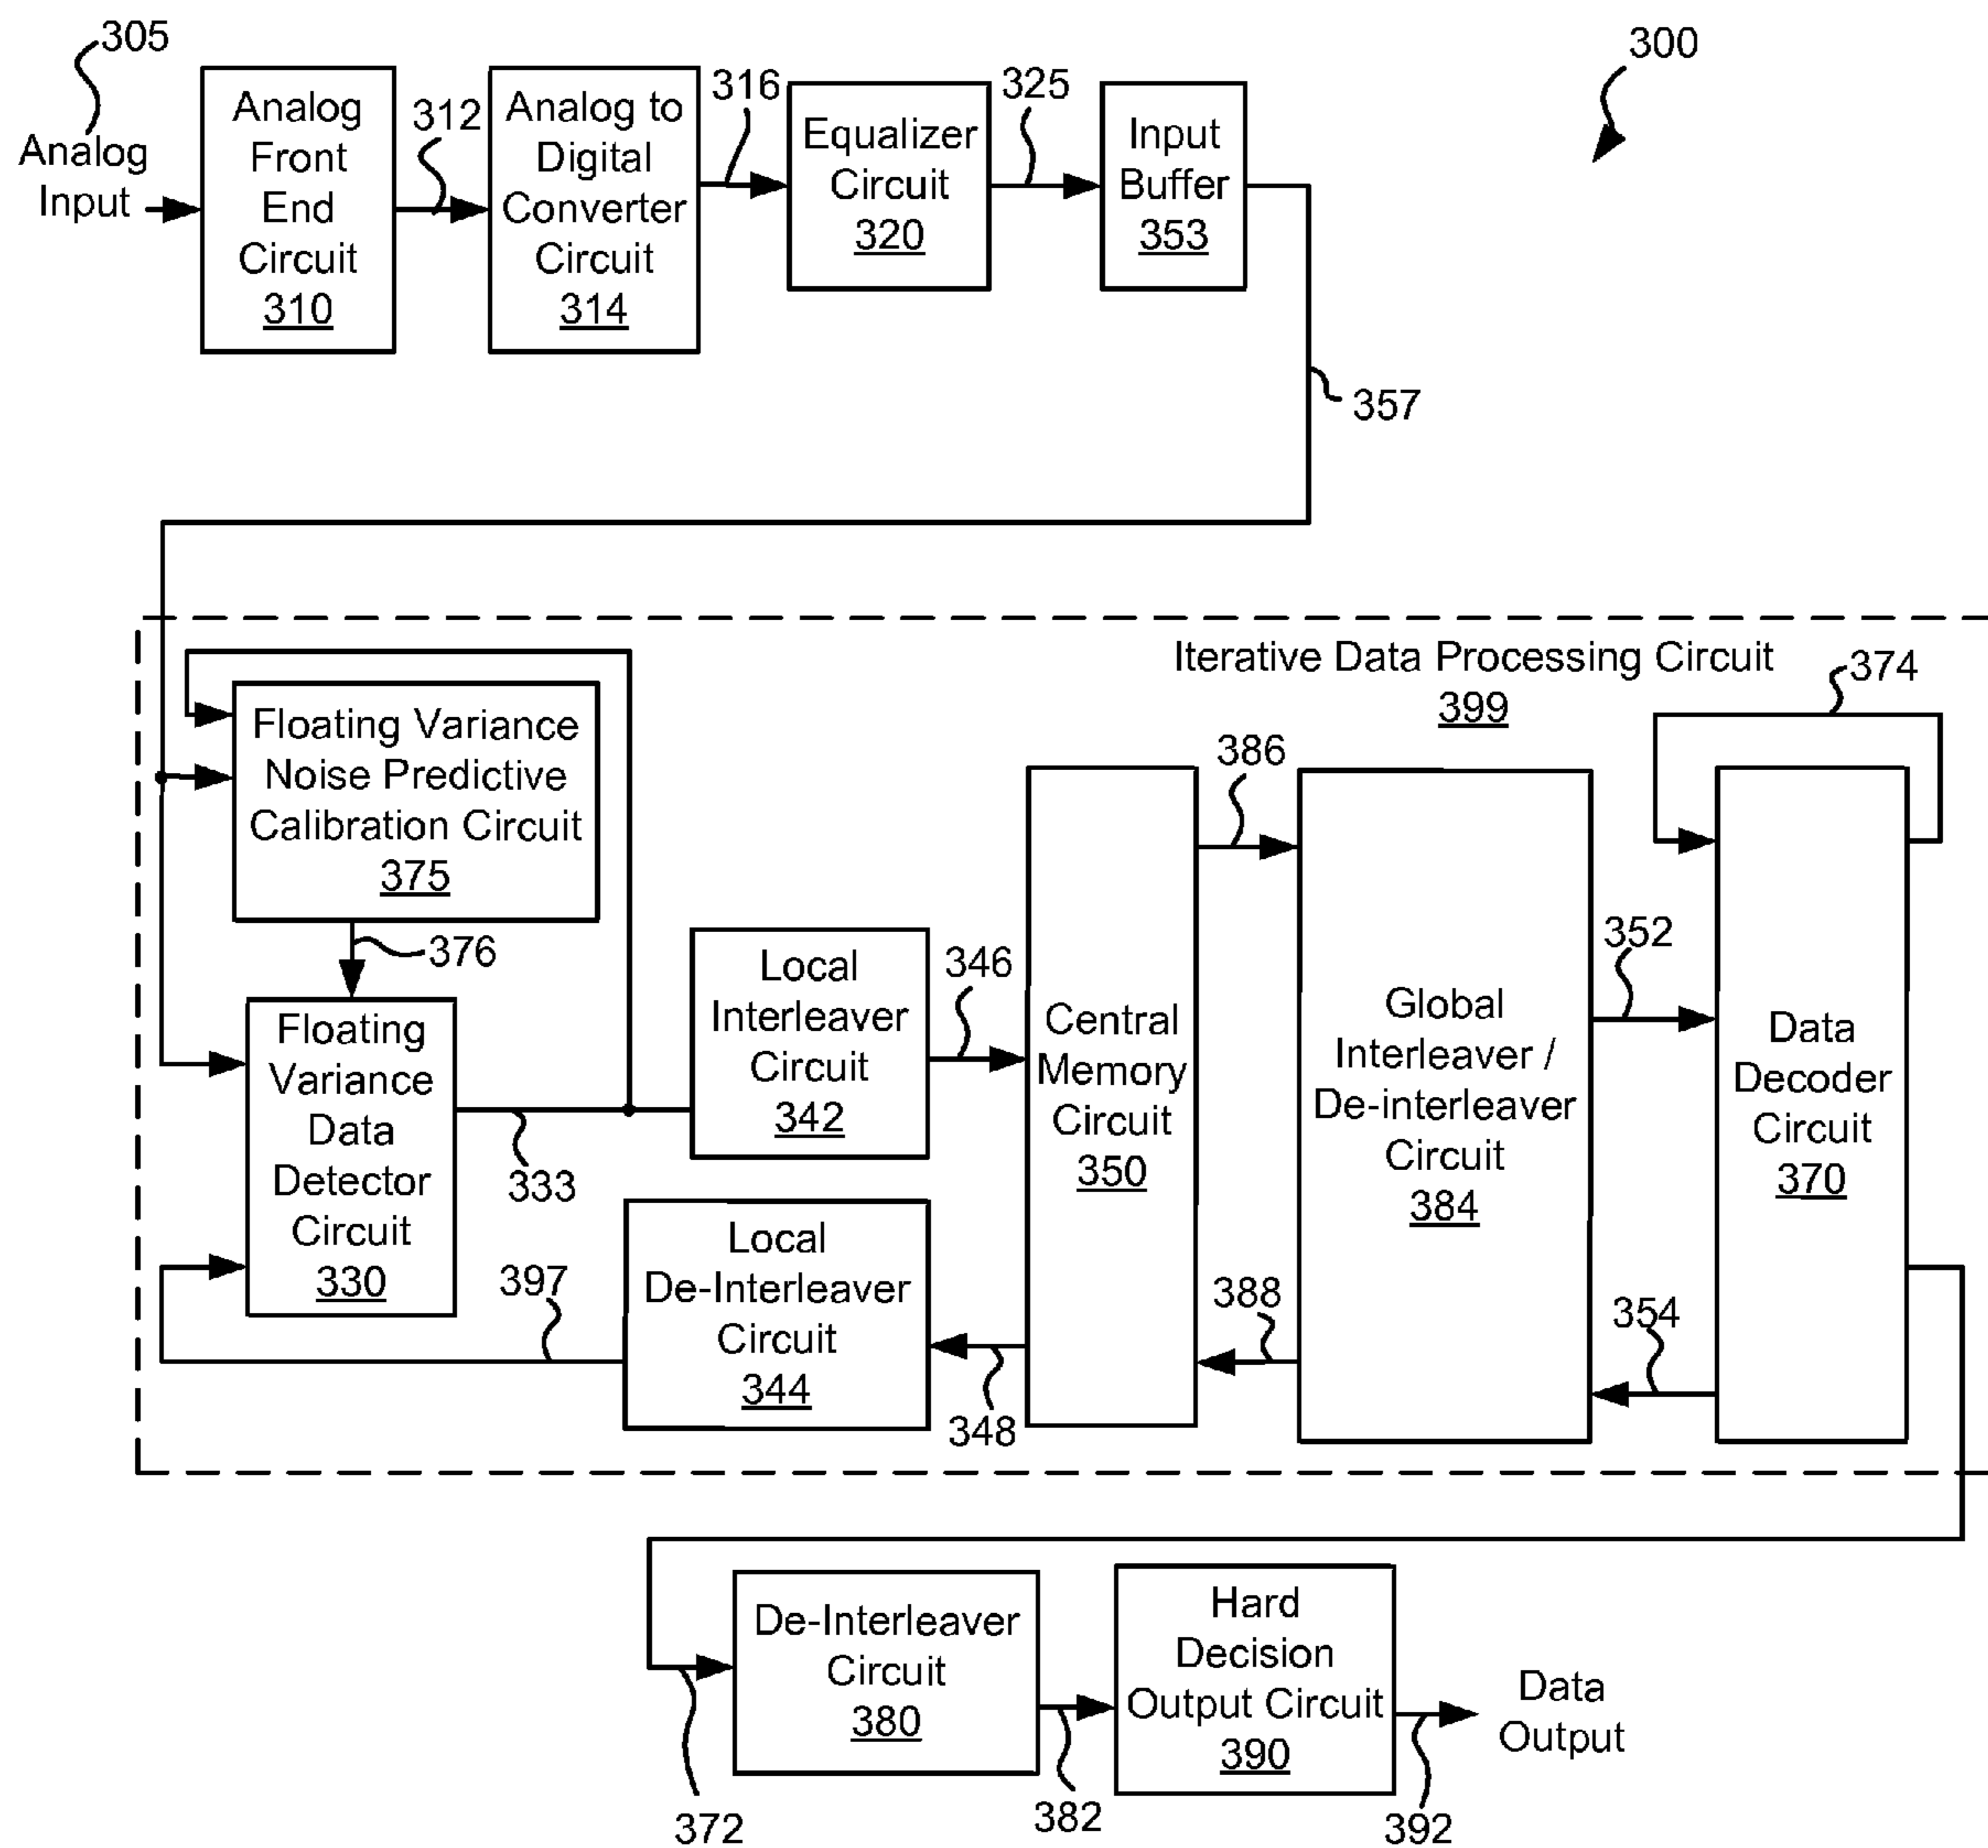 305
Analog
Input
Analog
Front
End
Circuit
310
312
Analog to
Digital
Converter
Circuit
314
316
Equalizer
Circuit
320
325
Input
Buffer
353
300
357
Iterative Data Processing Circuit
399
374
Floating Variance
Noise Predictive
Calibration Circuit
375
376
Floating
Variance
Data
Detector
Circuit
330
333
Local
Interleaver
Circuit
342
346
Central
Memory
Circuit
350
386
Global
Interleaver /
De-interleaver
Circuit
384
352
Data
Decoder
Circuit
370
397
Local
De-Interleaver
Circuit
344
348
388
354
De-Interleaver
Circuit
380
Hard
Decision
Output Circuit
390
Data
Output
372
382
392